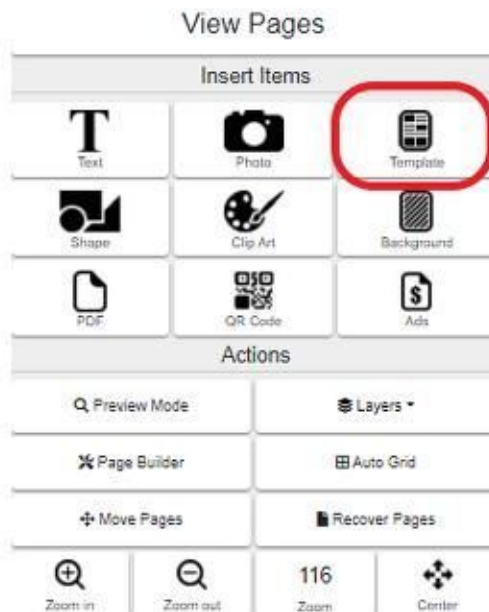 View Pages
Insert Items
Text Photo Template
Shape Clip Art Background
PDF QR Code Ads
Actions
Preview Mode Layers
Page Builder Auto Grid
Move Pages Recover Pages
116
Zoom in Zoom out Zoom Center